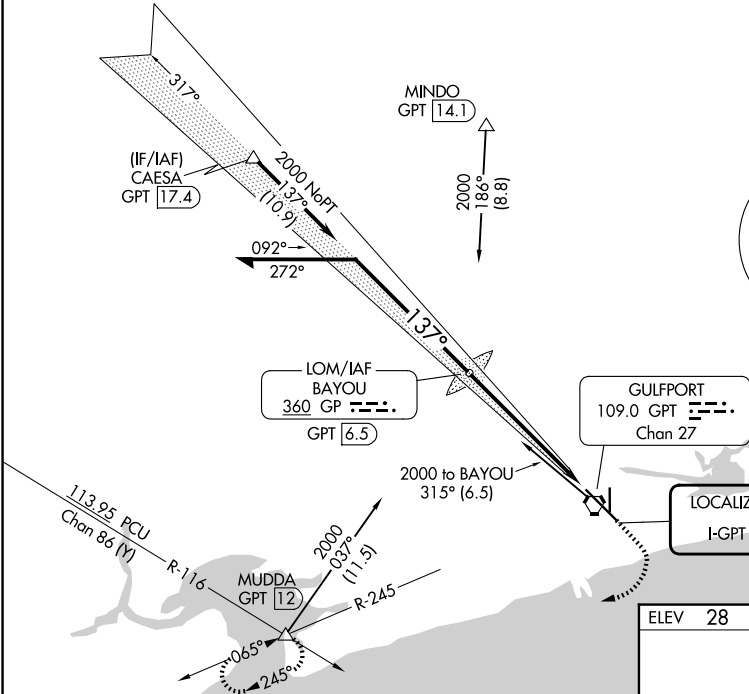 317°
MINDO
GPT 14.1
(IF/IAF)
CAESA
GPT 17.4
2000 NoPT
137°
(10.9)
2000
186°
(8.8)
092°
272°
137°
LOM/IAF
BAYOU
360 GP
GPT 6.5
GULFPORT
109.0 GPT
Chan 27
2000 to BAYOU
315° (6.5)
LOCALIZ
I-GPT
113.95 PCU
Chan 86 (Y)
R-116
2000
037°
(11.5)
MUDDA
GPT 12
R-245
065°
245°
ELEV 28